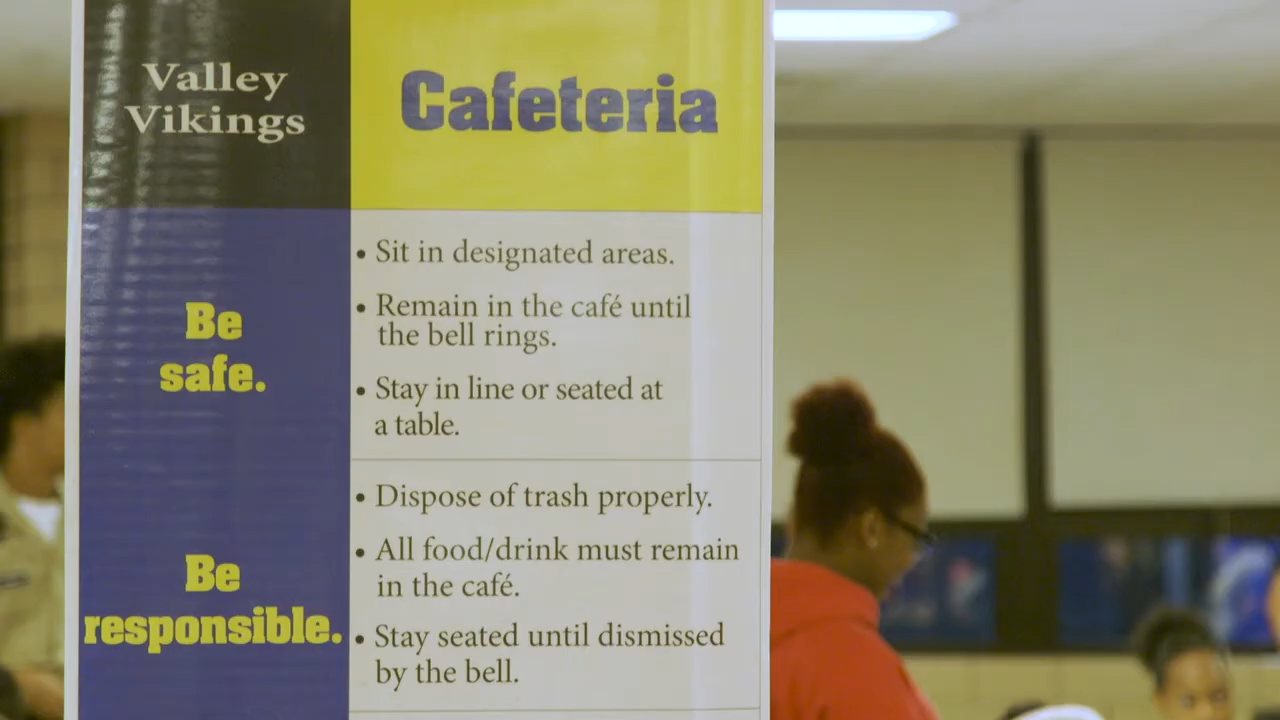 Valley
Vikings
Cafeteria
Be
safe.
• Sit in designated areas.
• Remain in the café until
the bell rings.
• Stay in line or seated at
a table.
Be
responsible.
• Dispose of trash properly.
• All food/drink must remain
in the café.
• Stay seated until dismissed
by the bell.